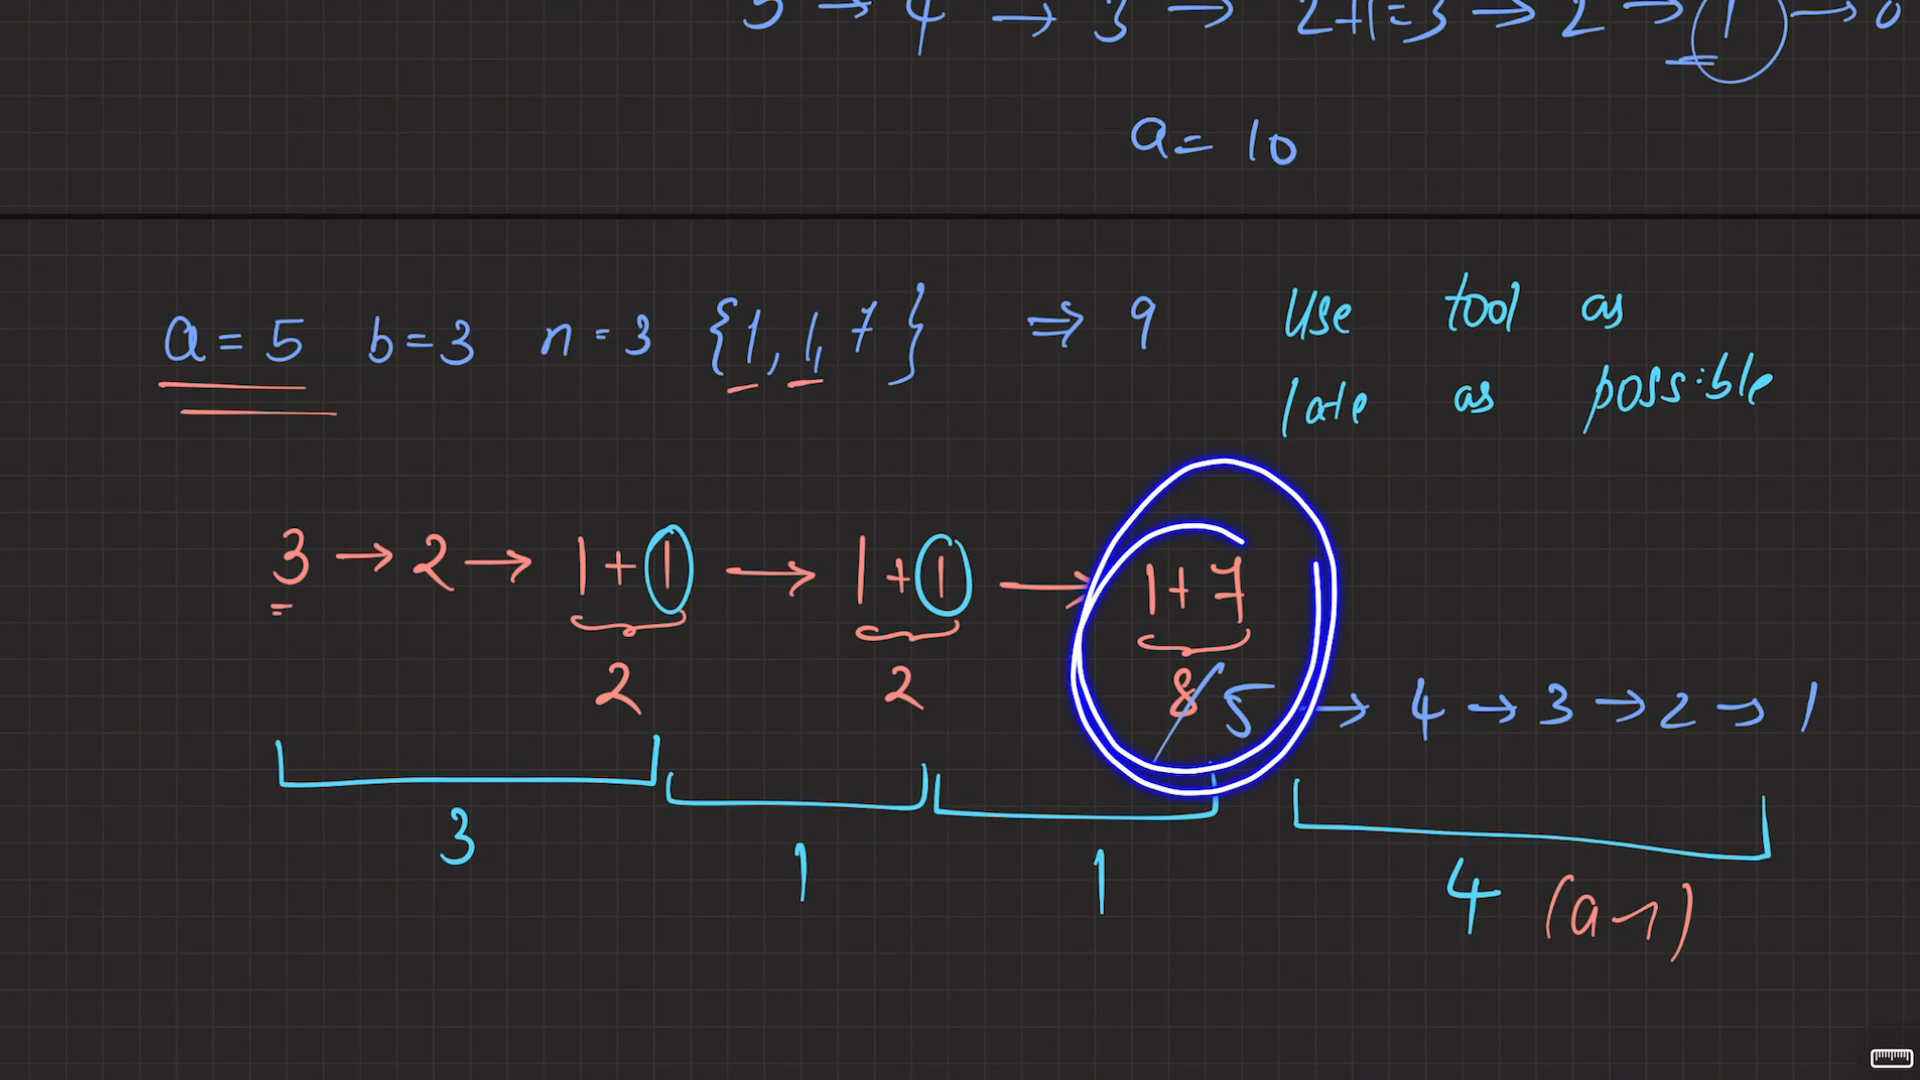 5 → 4 → 3 → 2+1=3 → 2 → 1 → 0
a= 10
a = 5 b=3 n=3 {1, 1, 7} ⇒ 9
Use tool as
late as possible
3 → 2 → 1+1 → 1+1 → 1+7
2 2 8 5 → 4 → 3 → 2 → 1
3 1 1 4 (a-1)